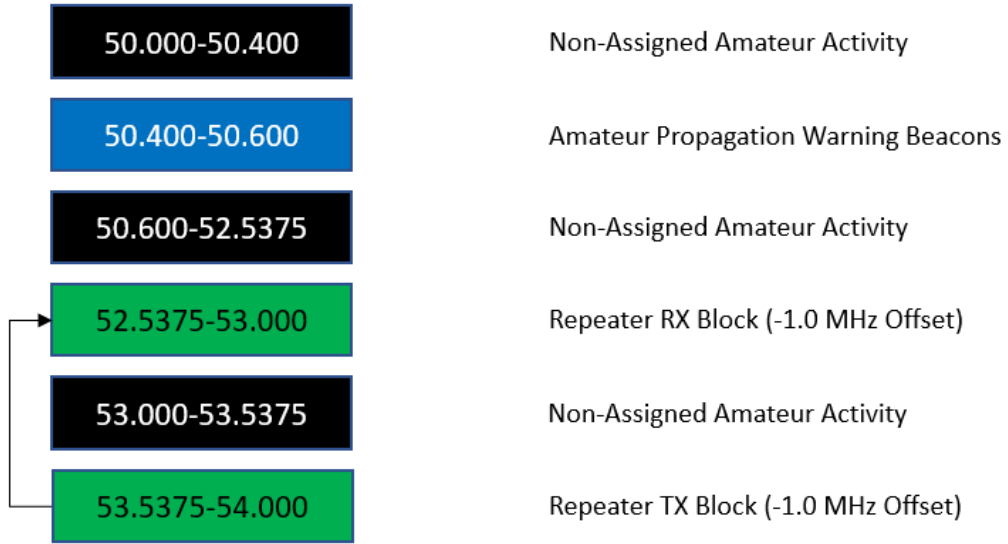 50.000-50.400 Non-Assigned Amateur Activity
50.400-50.600 Amateur Propagation Warning Beacons
50.600-52.5375 Non-Assigned Amateur Activity
52.5375-53.000 Repeater RX Block (-1.0 MHz Offset)
53.000-53.5375 Non-Assigned Amateur Activity
53.5375-54.000 Repeater TX Block (-1.0 MHz Offset)